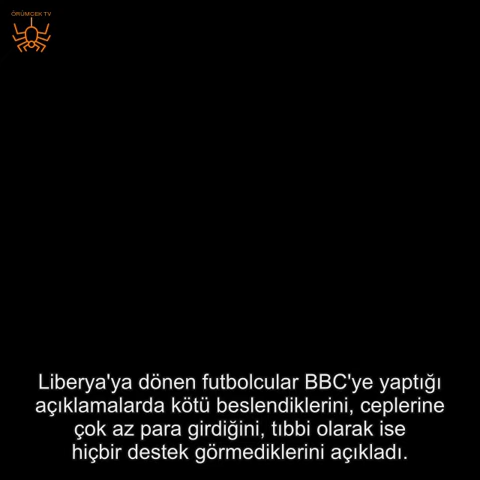 ÖRÜMCEK TV
Liberya'ya dönen futbolcular BBC'ye yaptığı
açıklamalarda kötü beslendiklerini, ceplerine
çok az para girdiğini, tıbbi olarak ise
hiçbir destek görmediklerini açıkladı.